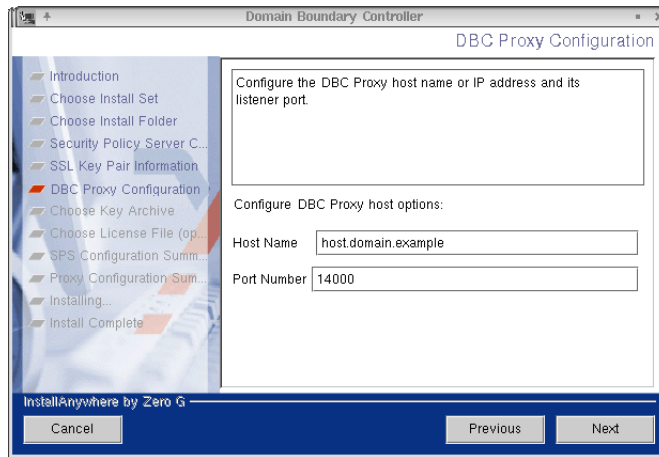 Domain Boundary Controller
DBC Proxy Configuration
Introduction
Choose Install Set
Choose Install Folder
Security Policy Server C...
SSL Key Pair Information
DBC Proxy Configuration
Choose Key Archive
Choose License File (op...
SPS Configuration Summ...
Proxy Configuration Sum...
Installing...
Install Complete
Configure the DBC Proxy host name or IP address and its
listener port.
Configure DBC Proxy host options:
Host Name host.domain.example
Port Number 14000
InstallAnywhere by Zero G
Cancel Previous Next